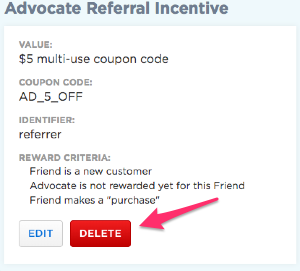 Advocate Referral Incentive
VALUE:
$5 multi-use coupon code
COUPON CODE:
AD_5_OFF
IDENTIFIER:
referrer
REWARD CRITERIA:
Friend is a new customer
Advocate is not rewarded yet for this Friend
Friend makes a "purchase"
EDIT DELETE